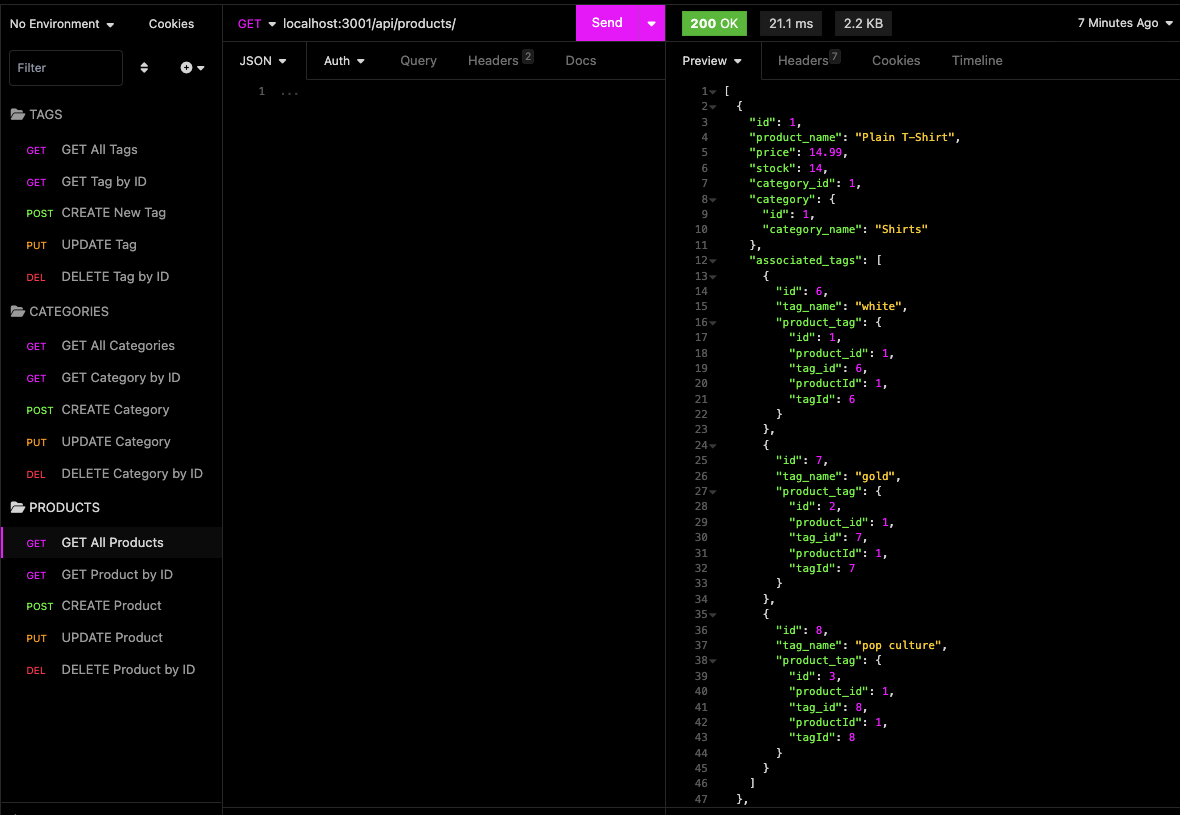 No Environment
Cookies
GET localhost:3001/api/products/
Send
200 OK
21.1 ms
2.2 KB
7 Minutes Ago
Filter
JSON
Auth
Query
Headers 2
Docs
Preview
Headers 7
Cookies
Timeline
TAGS
GET GET All Tags
GET GET Tag by ID
POST CREATE New Tag
PUT UPDATE Tag
DEL DELETE Tag by ID
CATEGORIES
GET GET All Categories
GET GET Category by ID
POST CREATE Category
PUT UPDATE Category
DEL DELETE Category by ID
PRODUCTS
GET GET All Products
GET GET Product by ID
POST CREATE Product
PUT UPDATE Product
DEL DELETE Product by ID
1 ...
1 [
2 {
3 "id": 1,
4 "product_name": "Plain T-Shirt",
5 "price": 14.99,
6 "stock": 14,
7 "category_id": 1,
8 "category": {
9 "id": 1,
10 "category_name": "Shirts"
11 },
12 "associated_tags": [
13 {
14 "id": 6,
15 "tag_name": "white",
16 "product_tag": {
17 "id": 1,
18 "product_id": 1,
19 "tag_id": 6,
20 "productId": 1,
21 "tagId": 6
22 }
23 },
24 {
25 "id": 7,
26 "tag_name": "gold",
27 "product_tag": {
28 "id": 2,
29 "product_id": 1,
30 "tag_id": 7,
31 "productId": 1,
32 "tagId": 7
33 }
34 },
35 {
36 "id": 8,
37 "tag_name": "pop culture",
38 "product_tag": {
39 "id": 3,
40 "product_id": 1,
41 "tag_id": 8,
42 "productId": 1,
43 "tagId": 8
44 }
45 }
46 ]
47 },